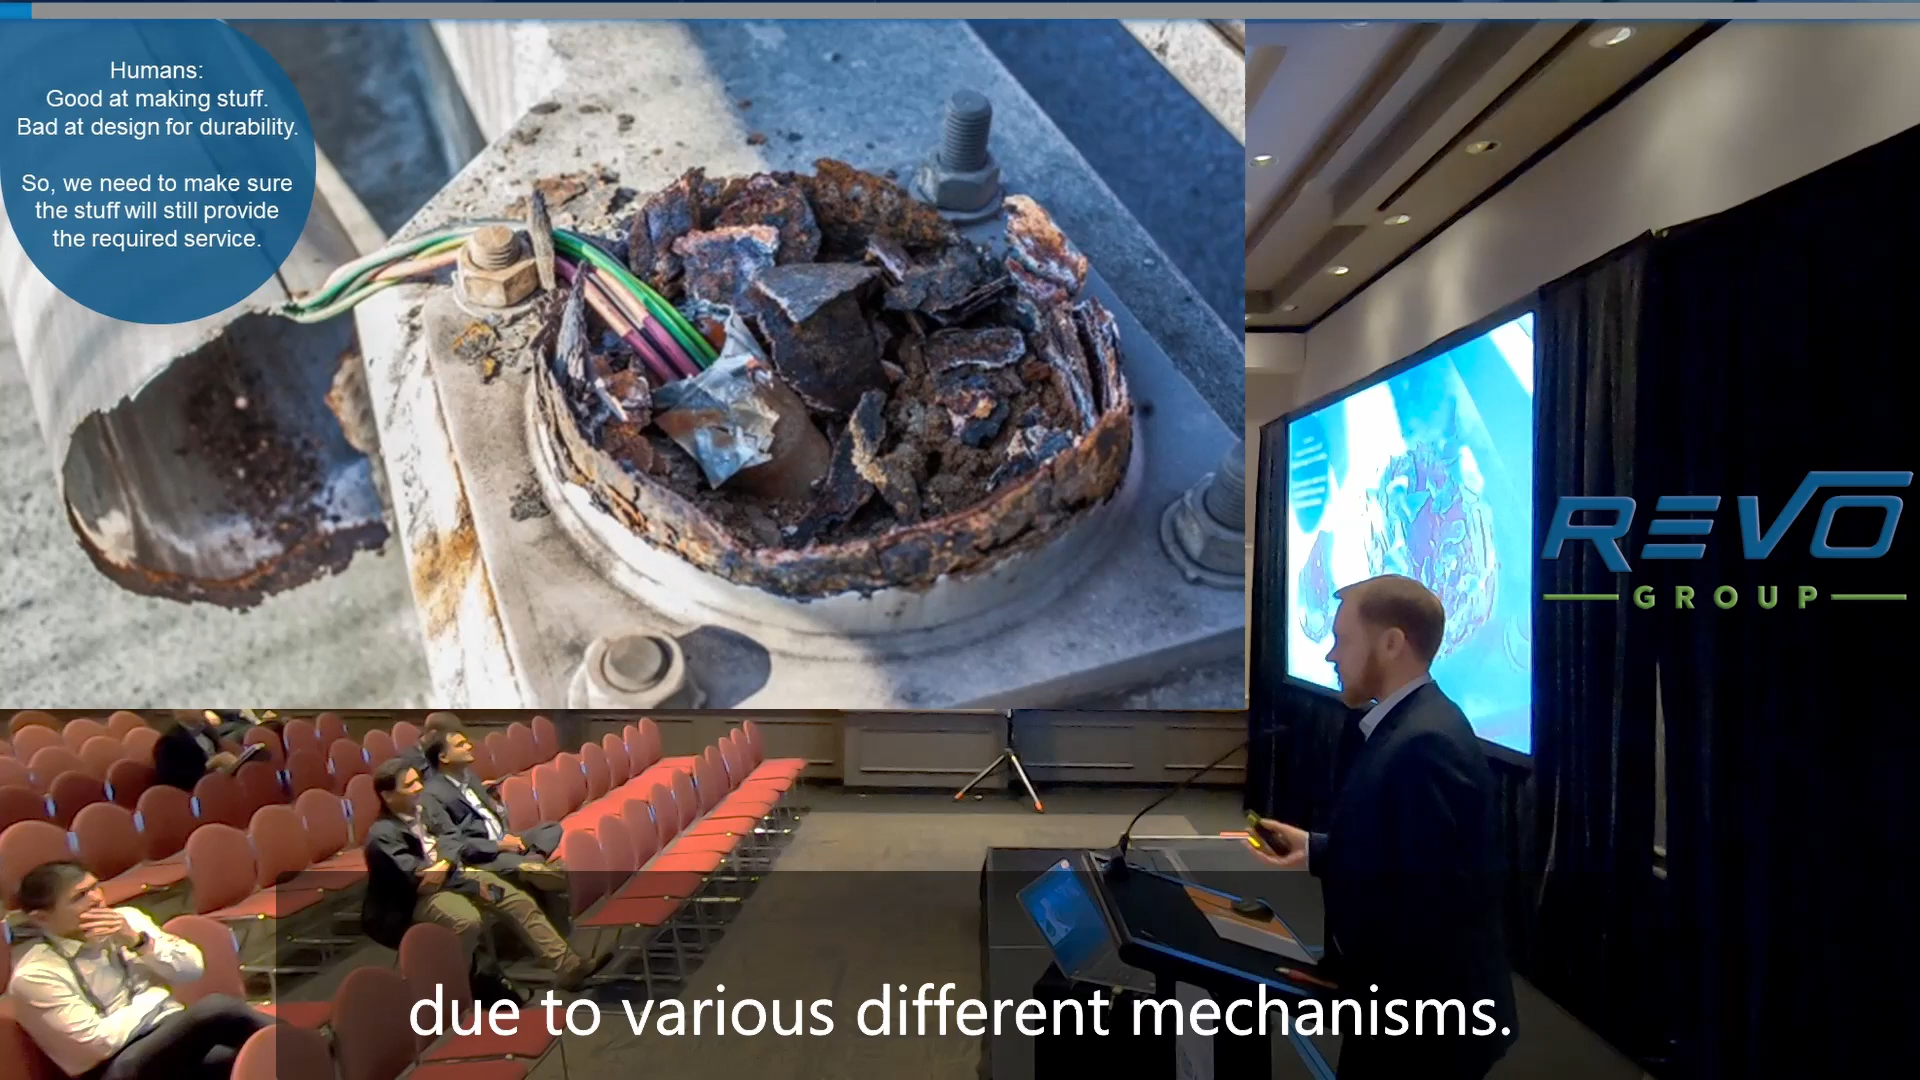 Humans:
Good at making stuff.
Bad at design for durability.
So, we need to make sure
the stuff will still provide
the required service.
REVO
GROUP
due to various different mechanisms.